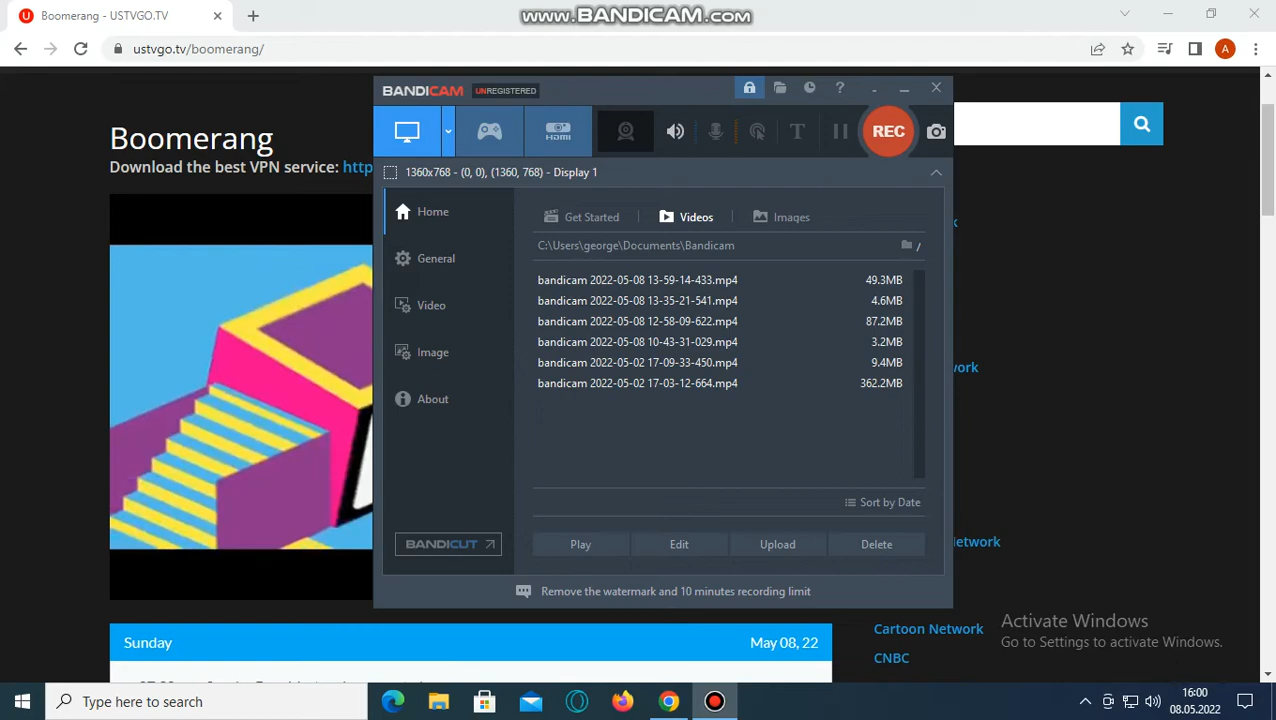 Boomerang - USTVGO.TV
www.BANDICAM.com
ustvgo.tv/boomerang/
A
BANDICAM UNREGISTERED
HDMI
REC
1360x768 - (0, 0), (1360, 768) - Display 1
Boomerang
Download the best VPN service: http
Home
General
Video
Image
About
BANDICUT
Get Started
Videos
Images
C:\Users\george\Documents\Bandicam
bandicam 2022-05-08 13-59-14-433.mp4 49.3MB
bandicam 2022-05-08 13-35-21-541.mp4 4.6MB
bandicam 2022-05-08 12-58-09-622.mp4 87.2MB
bandicam 2022-05-08 10-43-31-029.mp4 3.2MB
bandicam 2022-05-02 17-09-33-450.mp4 9.4MB
bandicam 2022-05-02 17-03-12-664.mp4 362.2MB
Sort by Date
Play Edit Upload Delete
Remove the watermark and 10 minutes recording limit
Sunday May 08, 22
Cartoon Network
CNBC
Activate Windows
Go to Settings to activate Windows.
Type here to search
16:00
08.05.2022